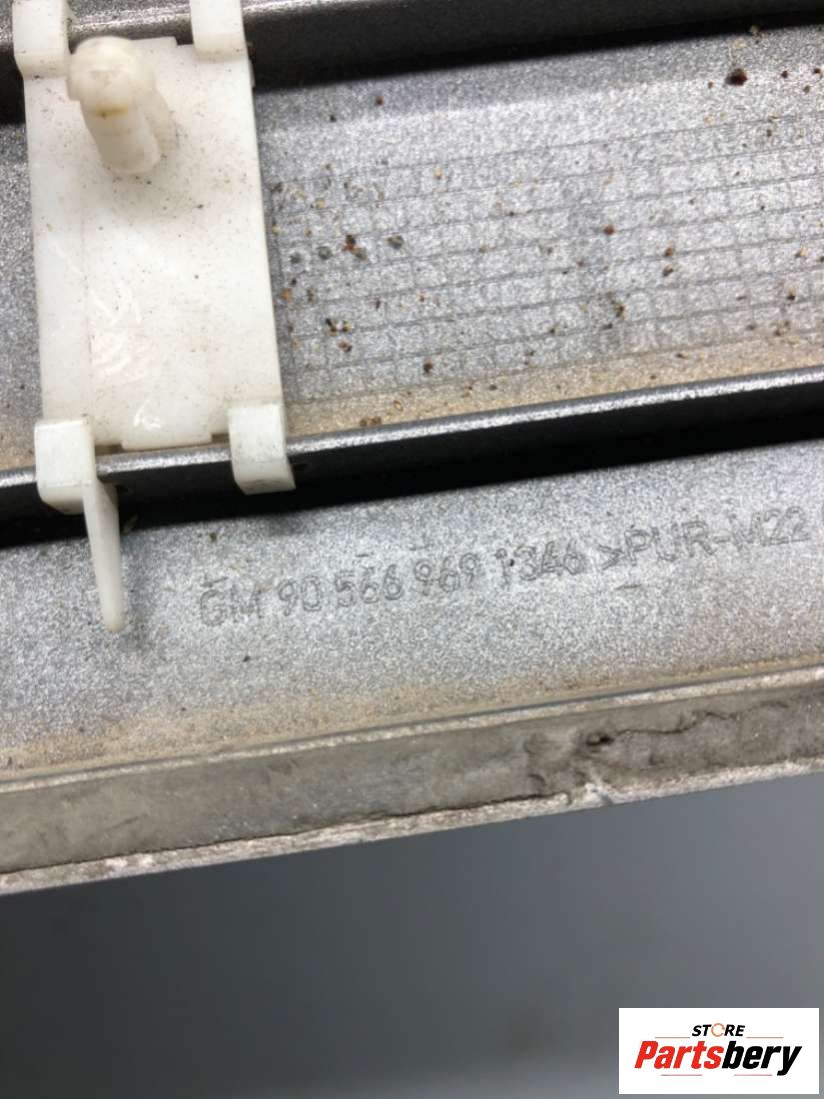 GM 90 566 969 1346 >PUR-M22
STORE
Partsbery